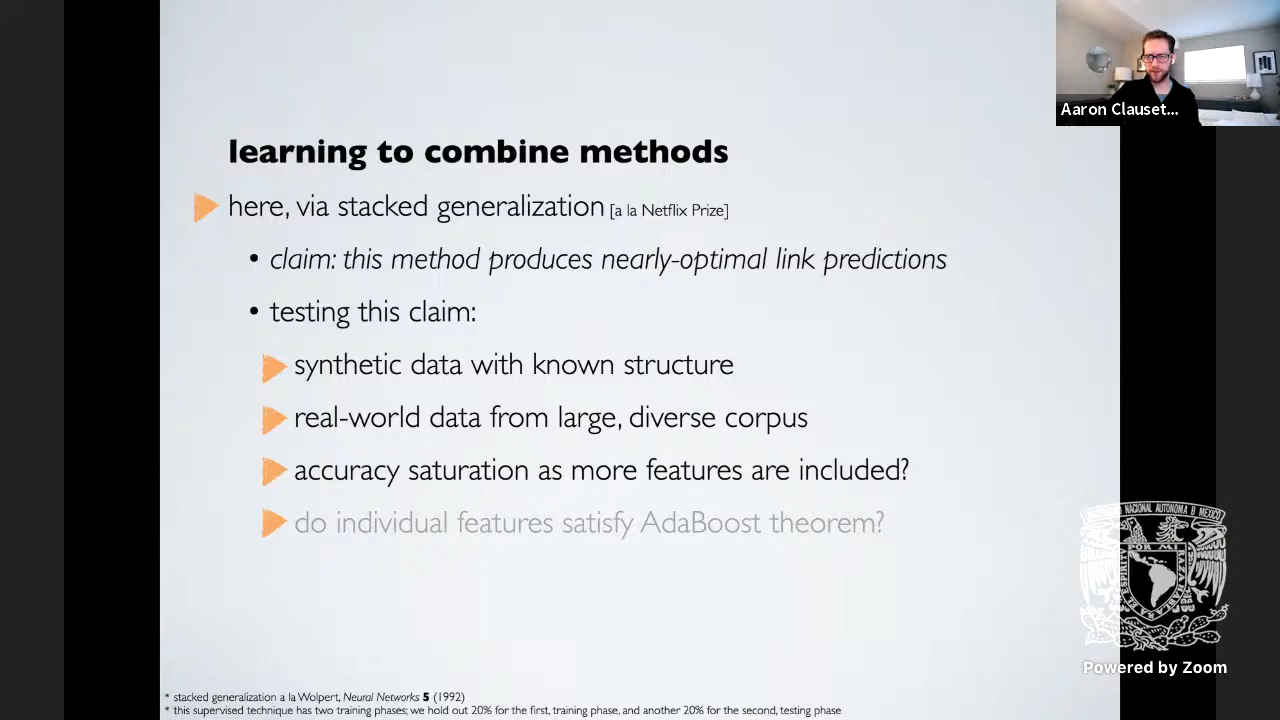 Aaron Clauset...
learning to combine methods
here, via stacked generalization [a la Netflix Prize]
• claim: this method produces nearly-optimal link predictions
• testing this claim:
synthetic data with known structure
real-world data from large, diverse corpus
accuracy saturation as more features are included?
do individual features satisfy AdaBoost theorem?
Powered by Zoom
* stacked generalization a la Wolpert, Neural Networks 5 (1992)
* this supervised technique has two training phases; we hold out 20% for the first, training phase, and another 20% for the second, testing phase